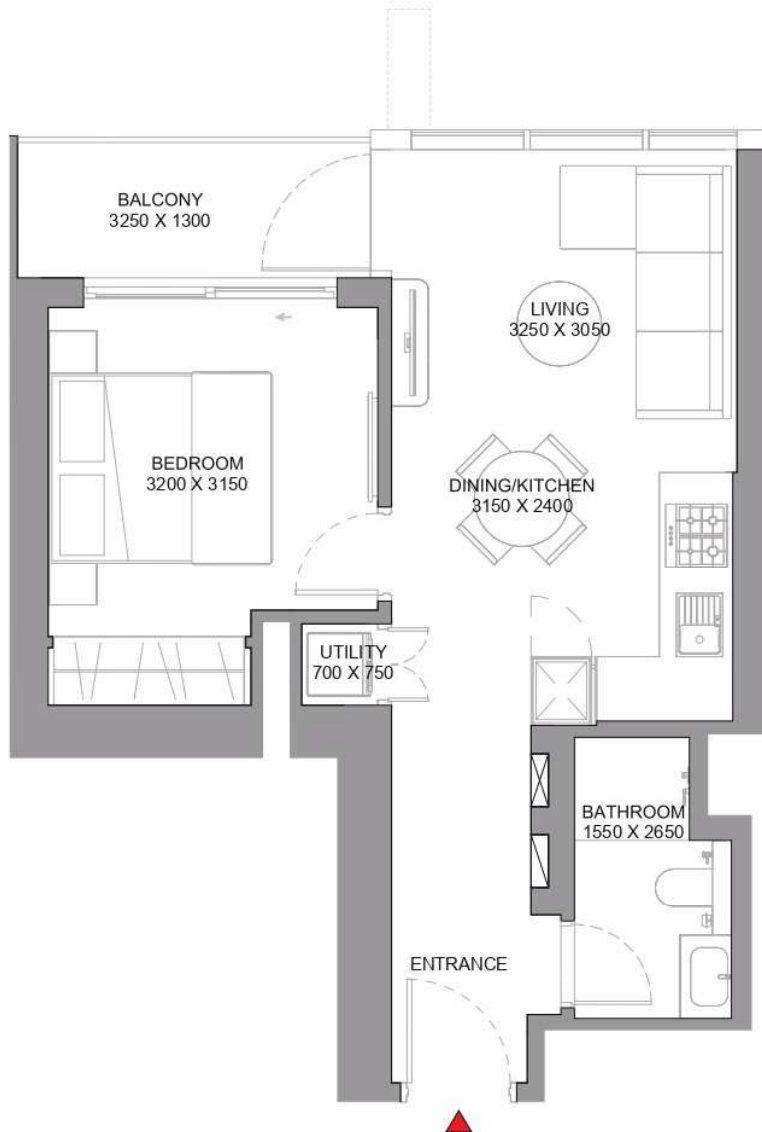 BALCONY
3250 X 1300
LIVING
3250 X 3050
BEDROOM
3200 X 3150
DINING/KITCHEN
3150 X 2400
UTILITY
700 X 750
BATHROOM
1550 X 2650
ENTRANCE